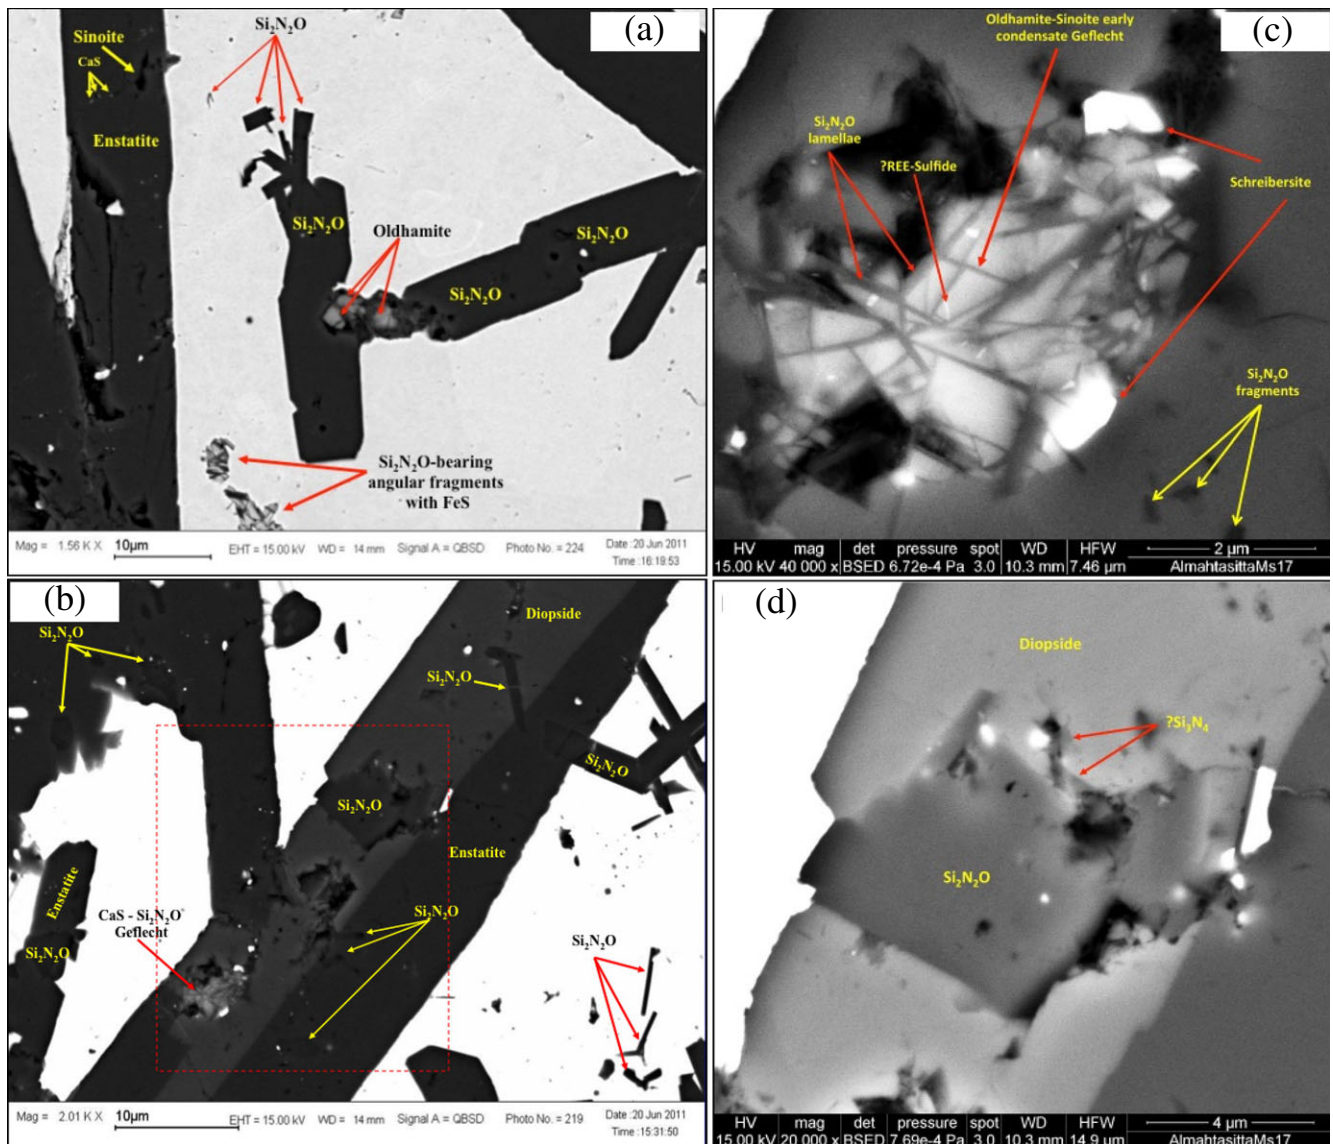 (a)
Si₂N₂O
Sinoite
CaS
Enstatite
Si₂N₂O
Oldhamite
Si₂N₂O
Si₂N₂O
Si₂N₂O-bearing
angular fragments
with FeS
Mag = 1.56 K X 10µm EHT = 15.00 kV WD = 14 mm Signal A = QBSD Photo No. = 224 Date :20 Jun 2011
Time :16:19:53
(c)
Oldhamite-Sinoite early
condensate Geflecht
Si₂N₂O
lamellae
?REE-Sulfide
Schreibersite
Si₂N₂O
fragments
HV mag det pressure spot WD HFW 2 µm
15.00 kV 40 000 x BSED 6.72e-4 Pa 3.0 10.3 mm 7.46 µm AlmahtasittaMs17
(b)
Si₂N₂O
Diopside
Si₂N₂O
Si₂N₂O
Si₂N₂O
Enstatite
Enstatite
CaS - Si₂N₂O
Geflecht
Si₂N₂O
Si₂N₂O
Si₂N₂O
Mag = 2.01 K X 10µm EHT = 15.00 kV WD = 14 mm Signal A = QBSD Photo No. = 219 Date :20 Jun 2011
Time :15:31:50
(d)
Diopside
?Si₃N₄
Si₂N₂O
HV mag det pressure spot WD HFW 4 µm
15.00 kV 20 000 x BSED 7.69e-4 Pa 3.0 10.3 mm 14.9 µm AlmahtasittaMs17